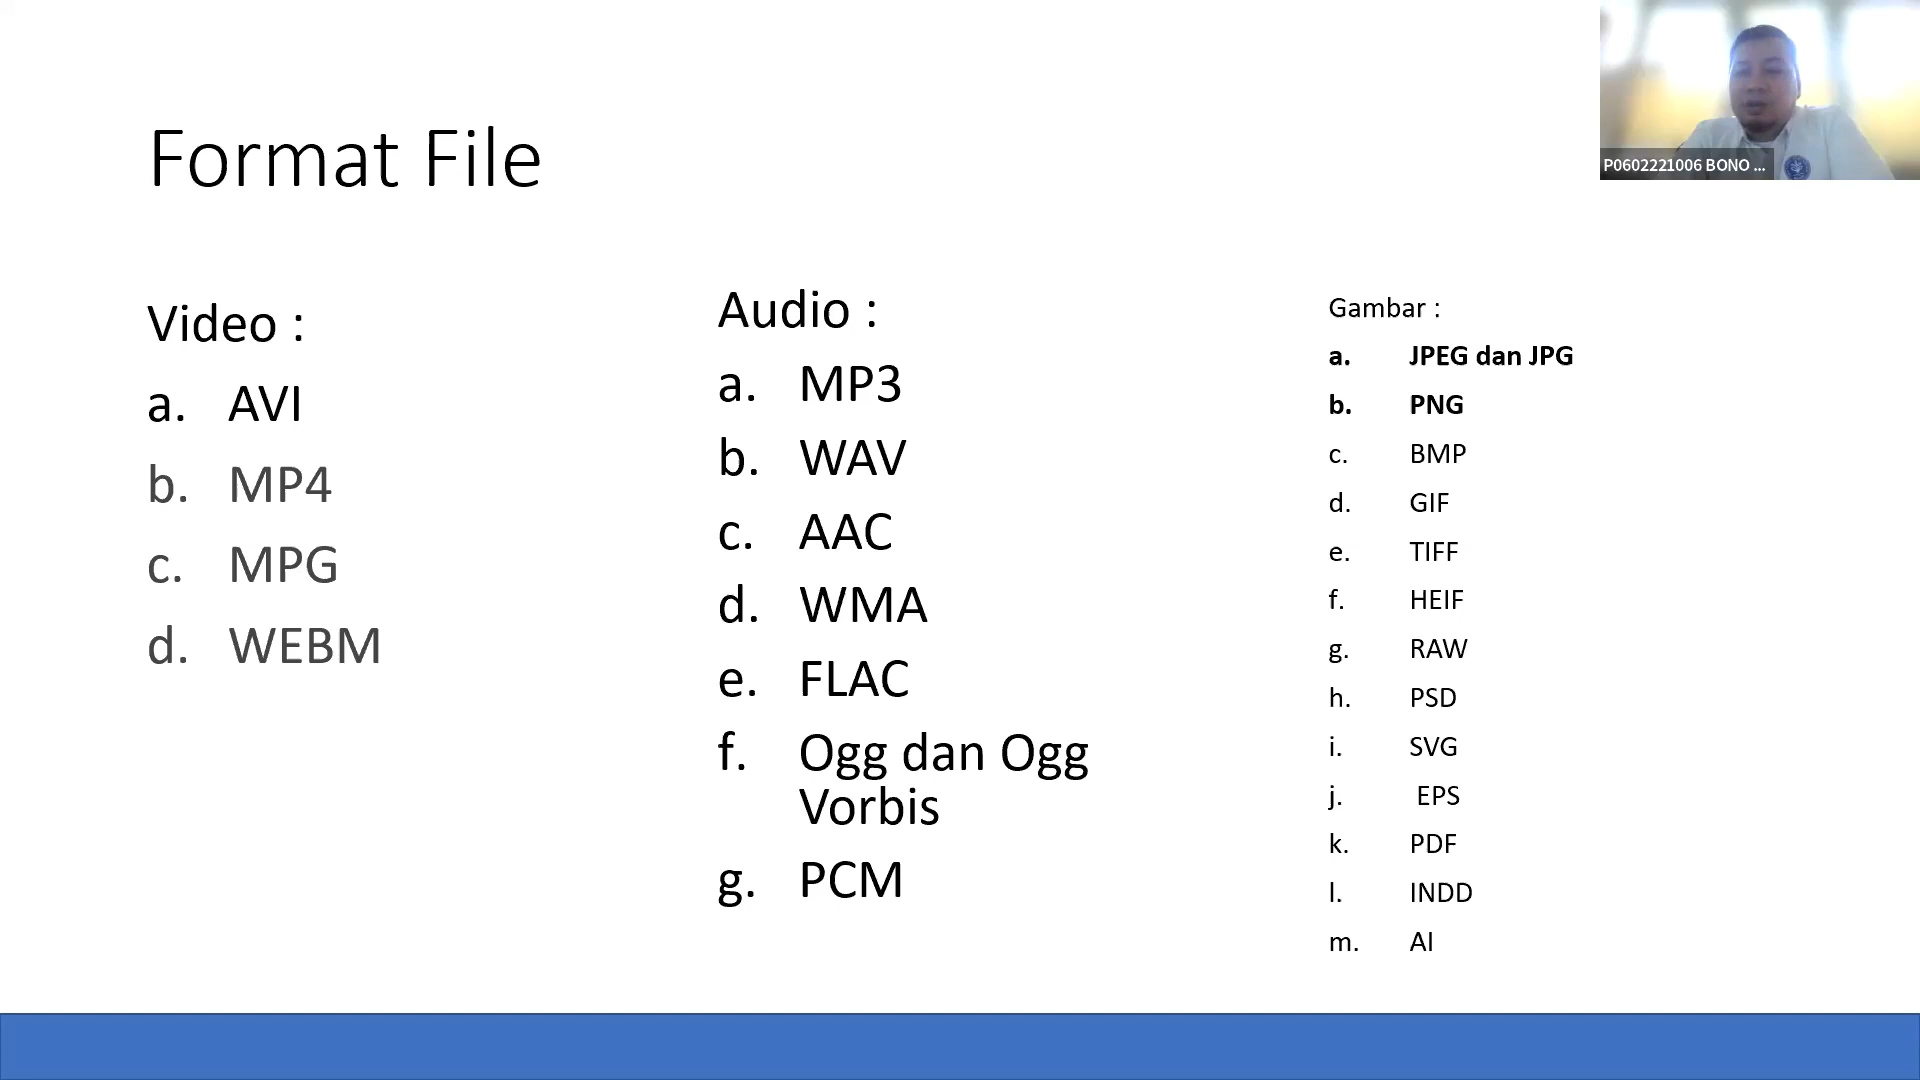 Format File
P0602221006 BONO ...
Video :
a. AVI
b. MP4
c. MPG
d. WEBM
Audio :
a. MP3
b. WAV
c. AAC
d. WMA
e. FLAC
f. Ogg dan Ogg
Vorbis
g. PCM
Gambar :
a. JPEG dan JPG
b. PNG
c. BMP
d. GIF
e. TIFF
f. HEIF
g. RAW
h. PSD
i. SVG
j. EPS
k. PDF
l. INDD
m. AI